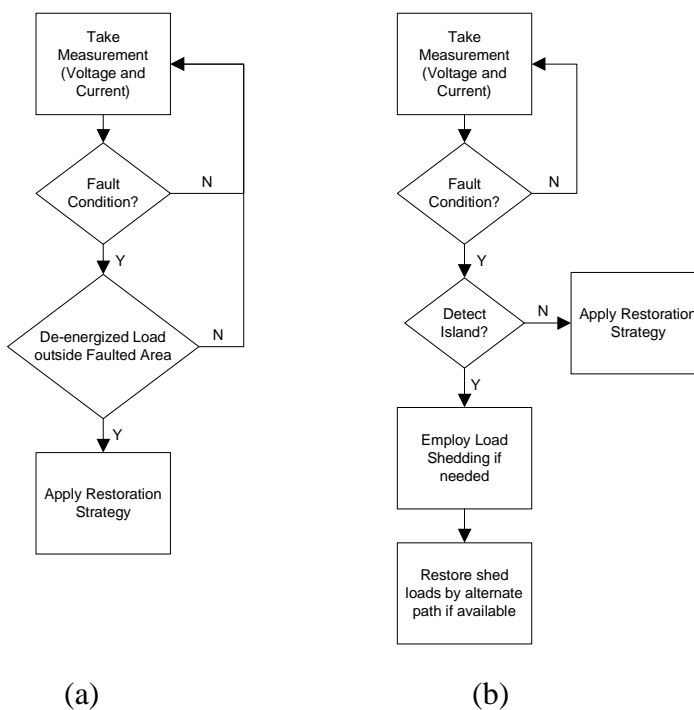 Take
Measurement
(Voltage and
Current)
Fault
Condition?
N
Y
De-energized Load
outside Faulted Area
N
Y
Apply Restoration
Strategy
(a)
Take
Measurement
(Voltage and
Current)
Fault
Condition?
N
Y
Detect
Island?
N
Apply Restoration
Strategy
Y
Employ Load
Shedding if
needed
Restore shed
loads by alternate
path if available
(b)